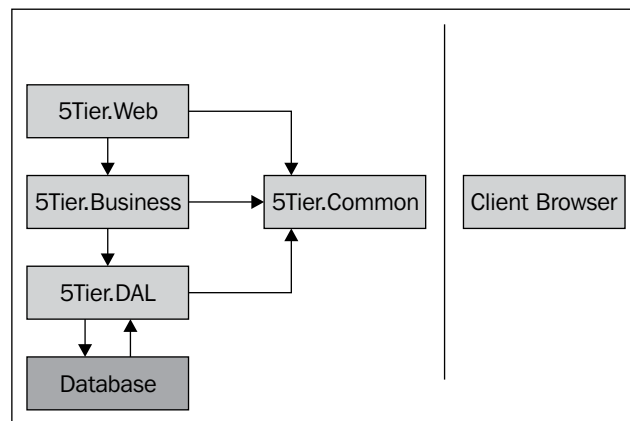 5Tier.Web
5Tier.Business
5Tier.Common
Client Browser
5Tier.DAL
Database